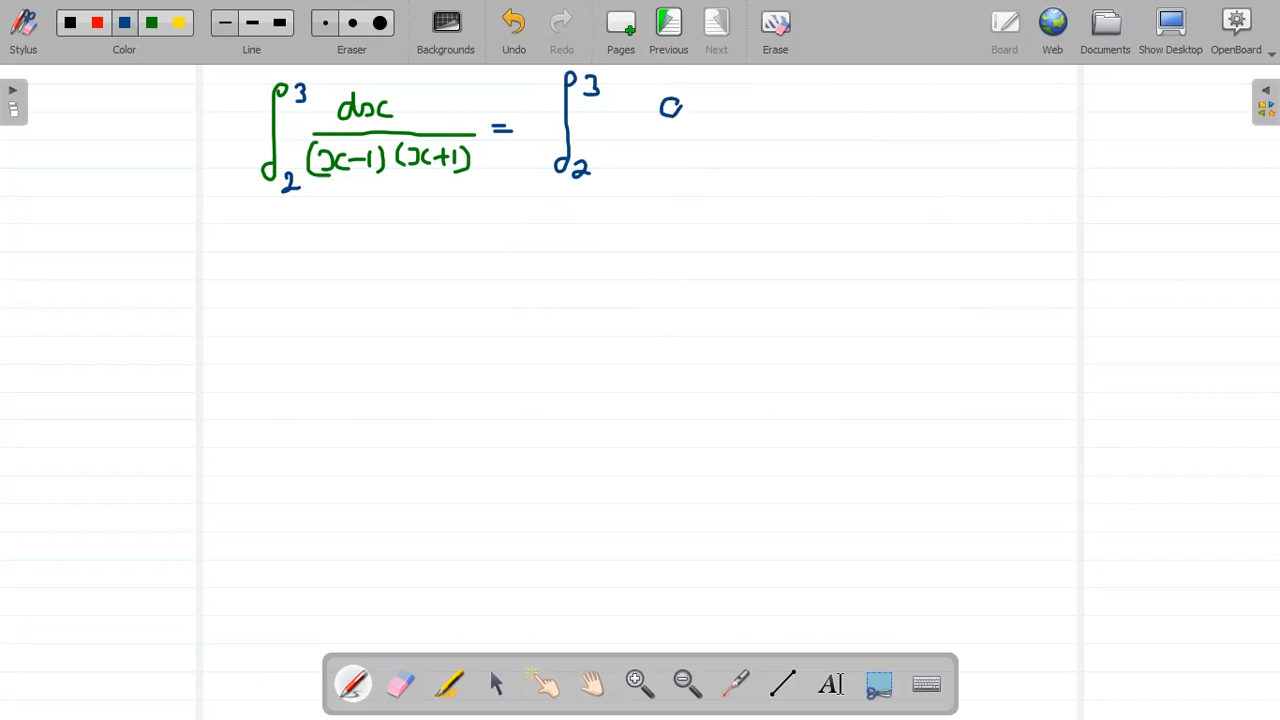 Stylus Color Line Eraser Backgrounds Undo Redo Pages Previous Next Erase Board Web Documents Show Desktop OpenBoard
∫₂³ dx/((x-1)(x+1)) = ∫₂³